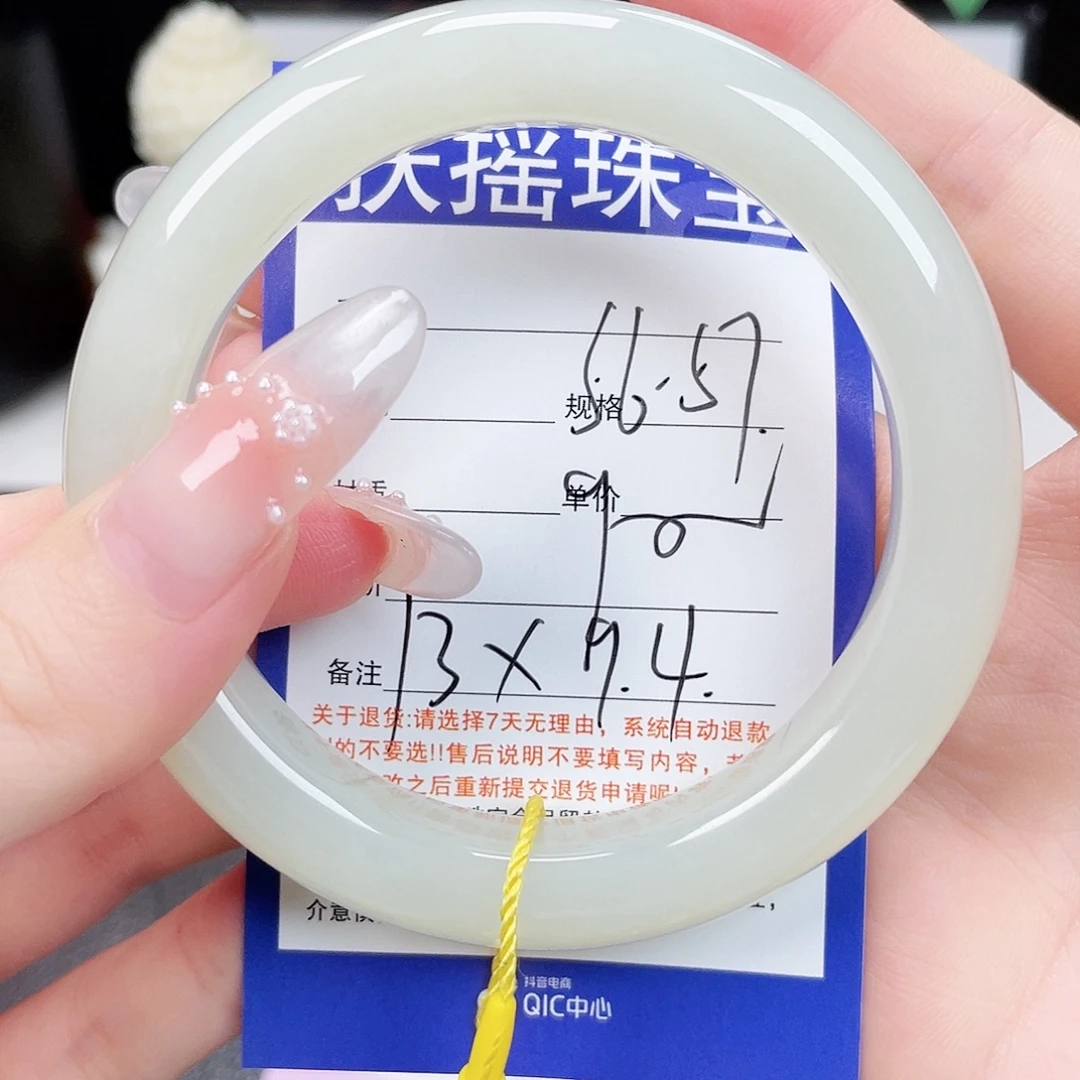 扶摇珠宝
规格 56.57.
单价
备注 13×9.4.
关于退货:请选择7天无理由，系统自动退款
的不要选!!售后说明不要填写内容，
之后重新提交退货申请呢!
介意慎
抖音电商
QIC中心